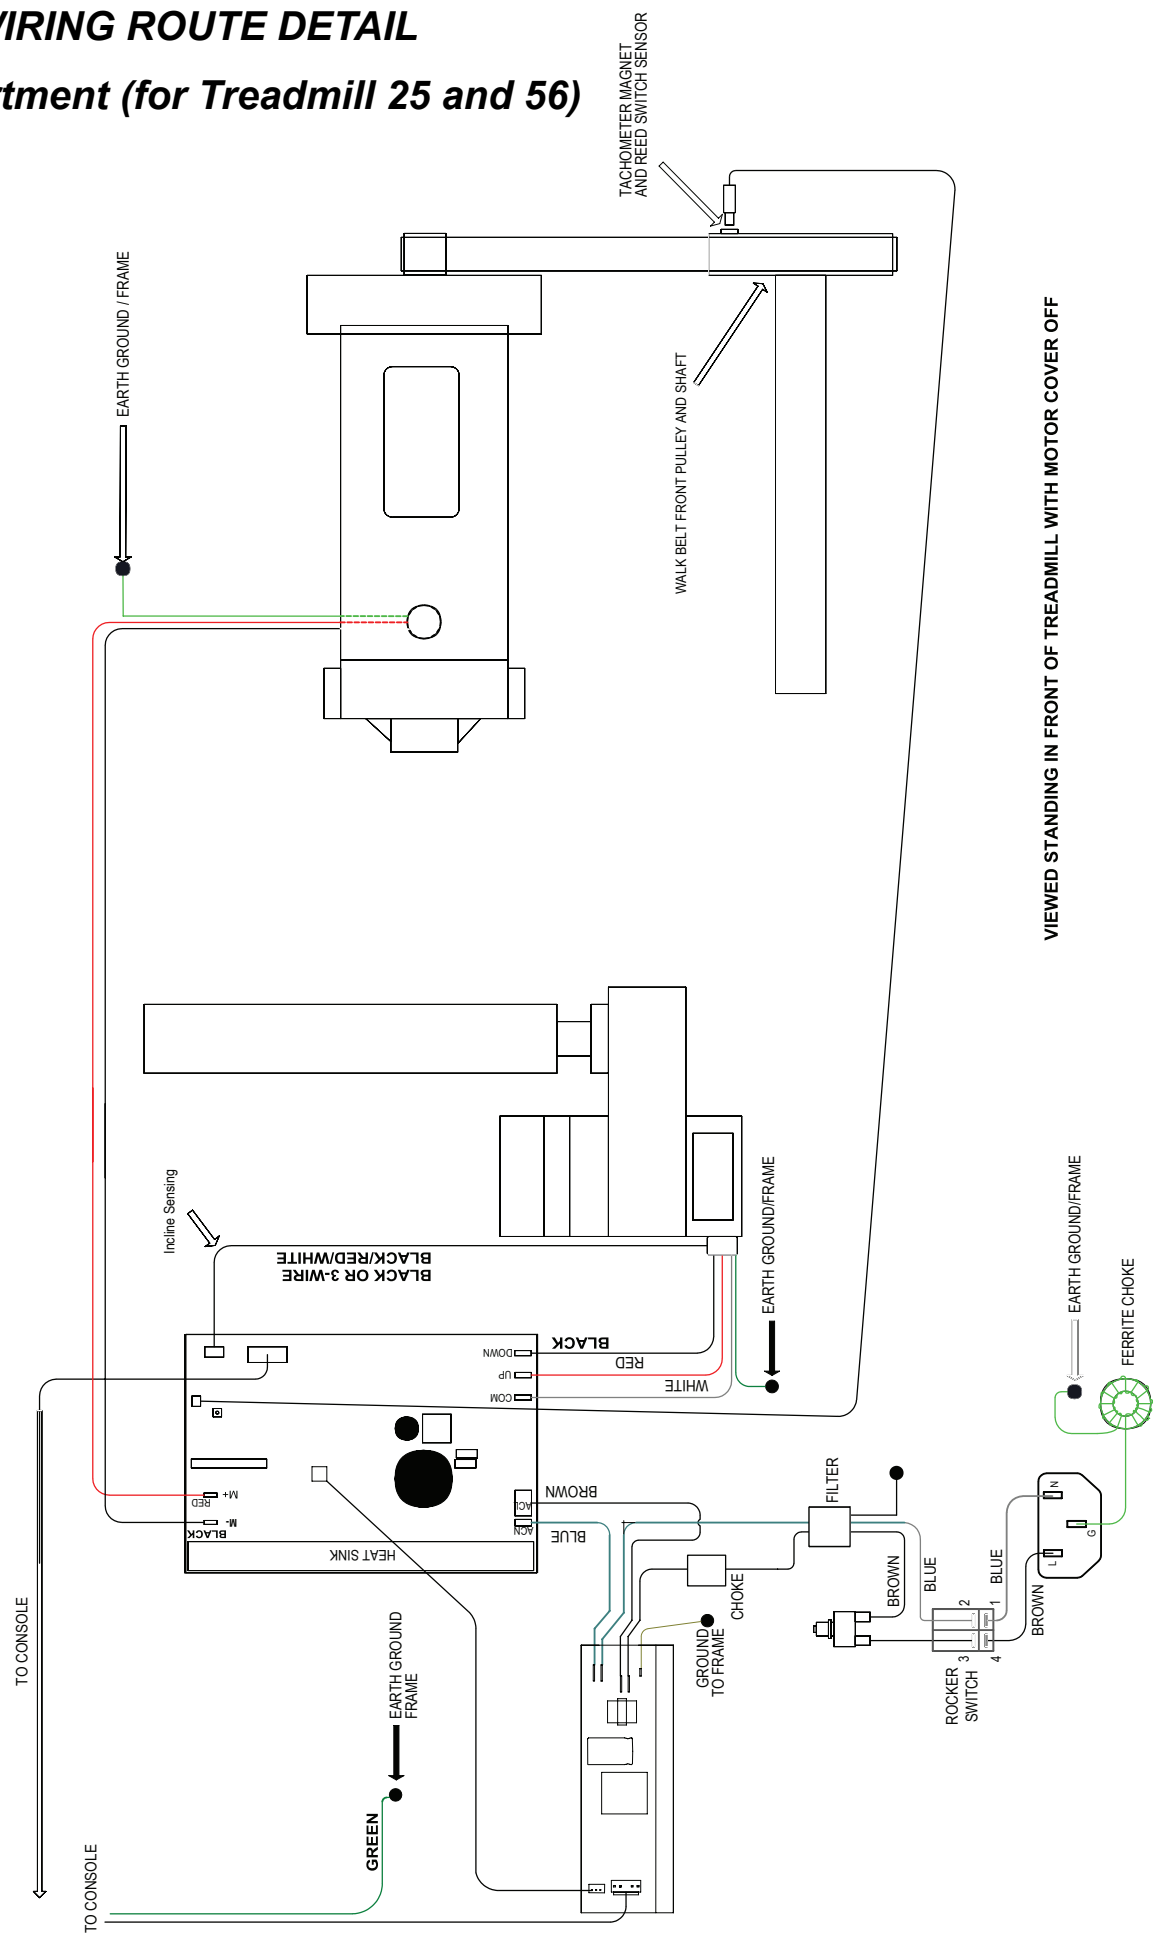 WIRING ROUTE DETAIL
rtment (for Treadmill 25 and 56)
TACHOMETER MAGNET
AND REED SWITCH SENSOR
EARTH GROUND / FRAME
WALK BELT FRONT PULLEY AND SHAFT
VIEWED STANDING IN FRONT OF TREADMILL WITH MOTOR COVER OFF
Incline Sensing
BLACK OR 3-WIRE
BLACK/RED/WHITE
EARTH GROUND/FRAME
DOWN
BLACK
UP
RED
COM
WHITE
M+
RED
M-
BLACK
HEAT SINK
ACL
BROWN
ACN
BLUE
TO CONSOLE
EARTH GROUND
FRAME
GREEN
TO CONSOLE
GROUND
TO FRAME
CHOKE
FILTER
BROWN
BLUE
ROCKER
SWITCH
2
1
3
4
BLUE
BROWN
N
G
L
EARTH GROUND/FRAME
FERRITE CHOKE